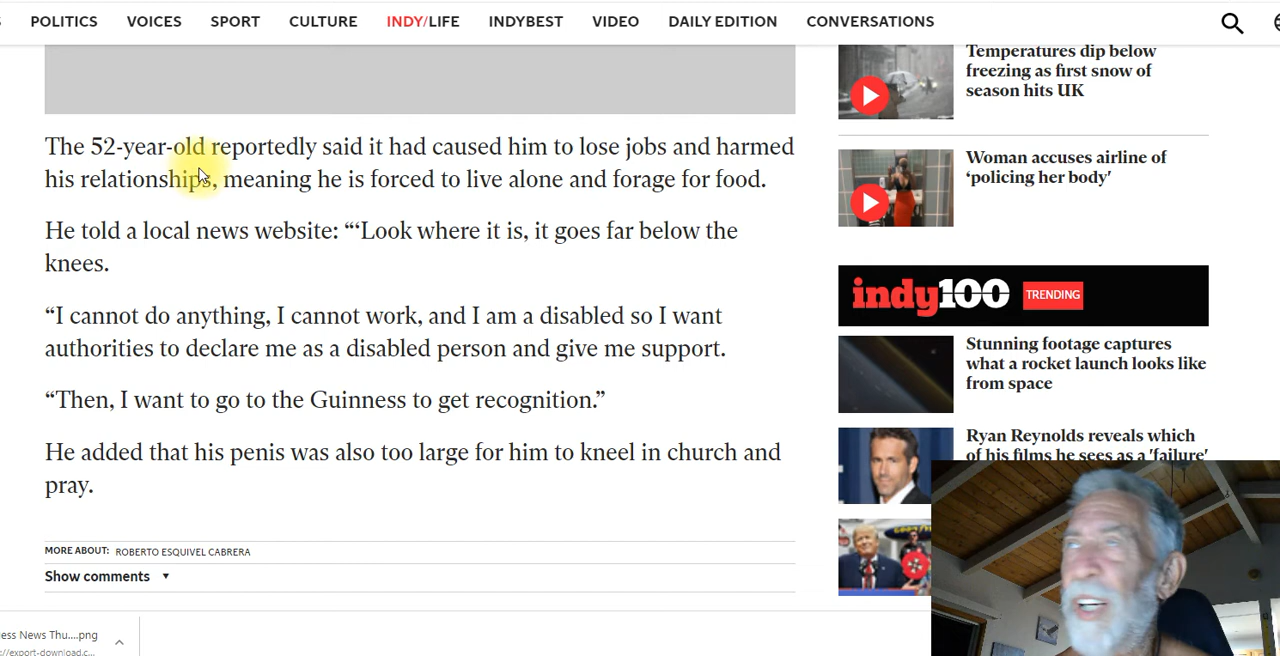 POLITICS VOICES SPORT CULTURE INDY/LIFE INDYBEST VIDEO DAILY EDITION CONVERSATIONS
The 52-year-old reportedly said it had caused him to lose jobs and harmed
his relationships, meaning he is forced to live alone and forage for food.
He told a local news website: “‘Look where it is, it goes far below the
knees.
“I cannot do anything, I cannot work, and I am a disabled so I want
authorities to declare me as a disabled person and give me support.
“Then, I want to go to the Guinness to get recognition.”
He added that his penis was also too large for him to kneel in church and
pray.
MORE ABOUT: ROBERTO ESQUIVEL CABRERA
Show comments
ess News Thu....png
://export-download.c...
Temperatures dip below
freezing as first snow of
season hits UK
Woman accuses airline of
‘policing her body’
indy100 TRENDING
Stunning footage captures
what a rocket launch looks like
from space
Ryan Reynolds reveals which
of his films he sees as a 'failure'